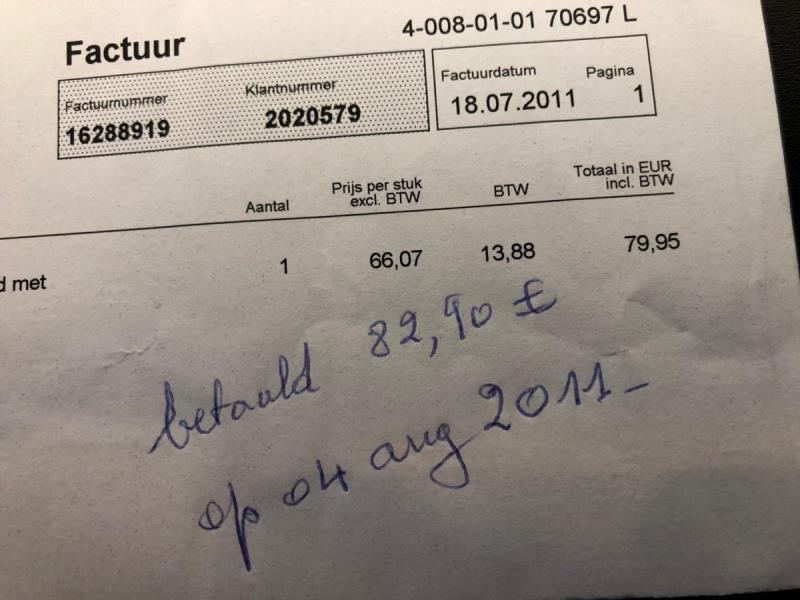 4-008-01-01 70697 L
Factuur
Factuurnummer Klantnummer Factuurdatum Pagina
16288919 2020579 18.07.2011 1
Aantal Prijs per stuk excl. BTW BTW Totaal in EUR incl. BTW
d met 1 66,07 13,88 79,95
betaald 82,90 €
op 04 aug 2011-